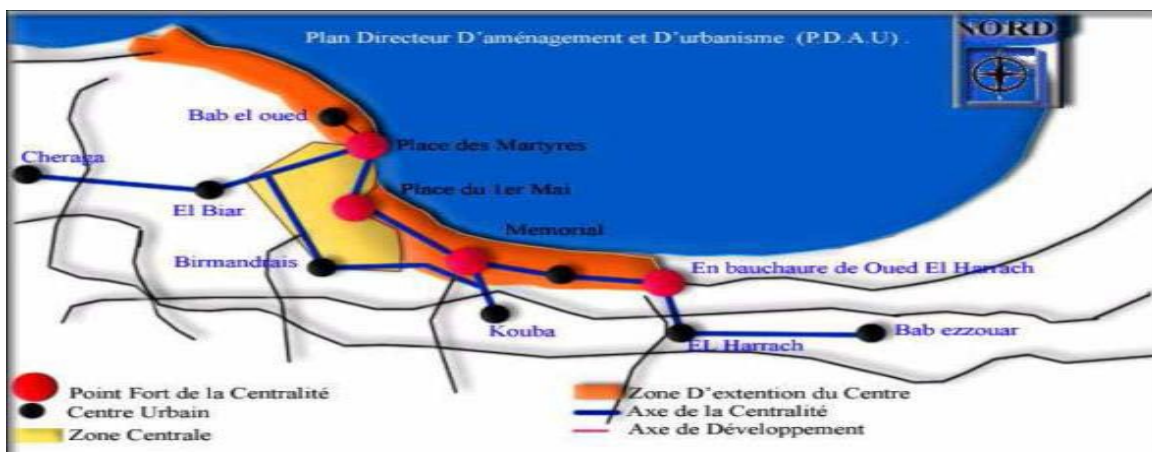 Plan Directeur D'aménagement et D'urbanisme (P.D.A.U) .
NORD
Bab el oued
Place des Martyres
Cheraga
Place du 1er Mai
El Biar
Memorial
Birmandrais
En bauchaure de Oued El Harrach
Kouba
EL Harrach
Bab ezzouar
Point Fort de la Centralité
Centre Urbain
Zone Centrale
Zone D'extention du Centre
Axe de la Centralité
Axe de Développement